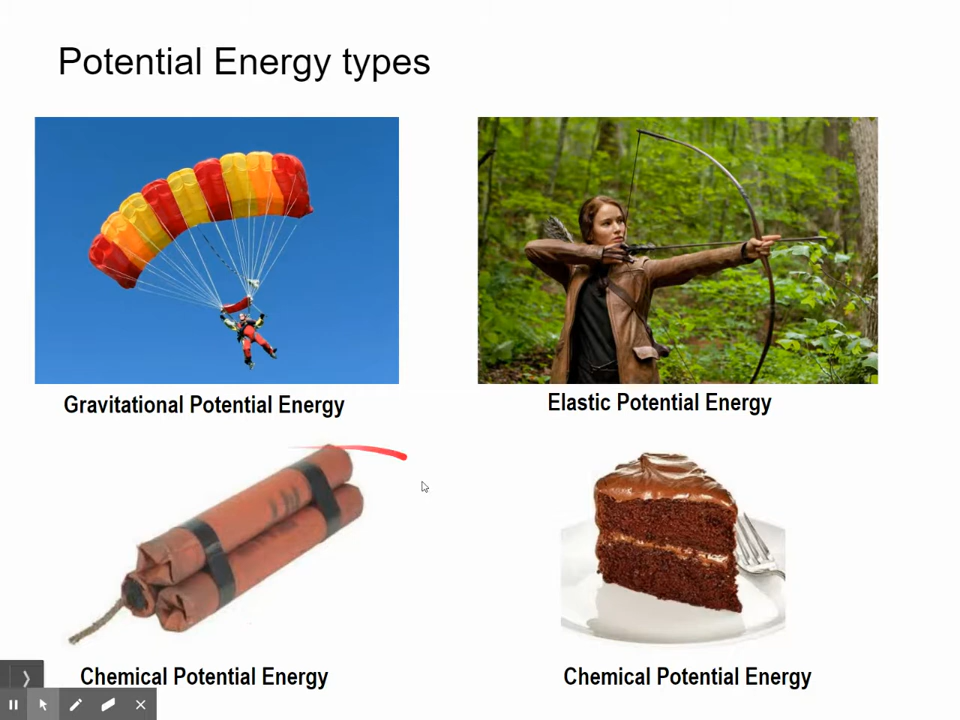 Potential Energy types
Gravitational Potential Energy
Elastic Potential Energy
Chemical Potential Energy
Chemical Potential Energy